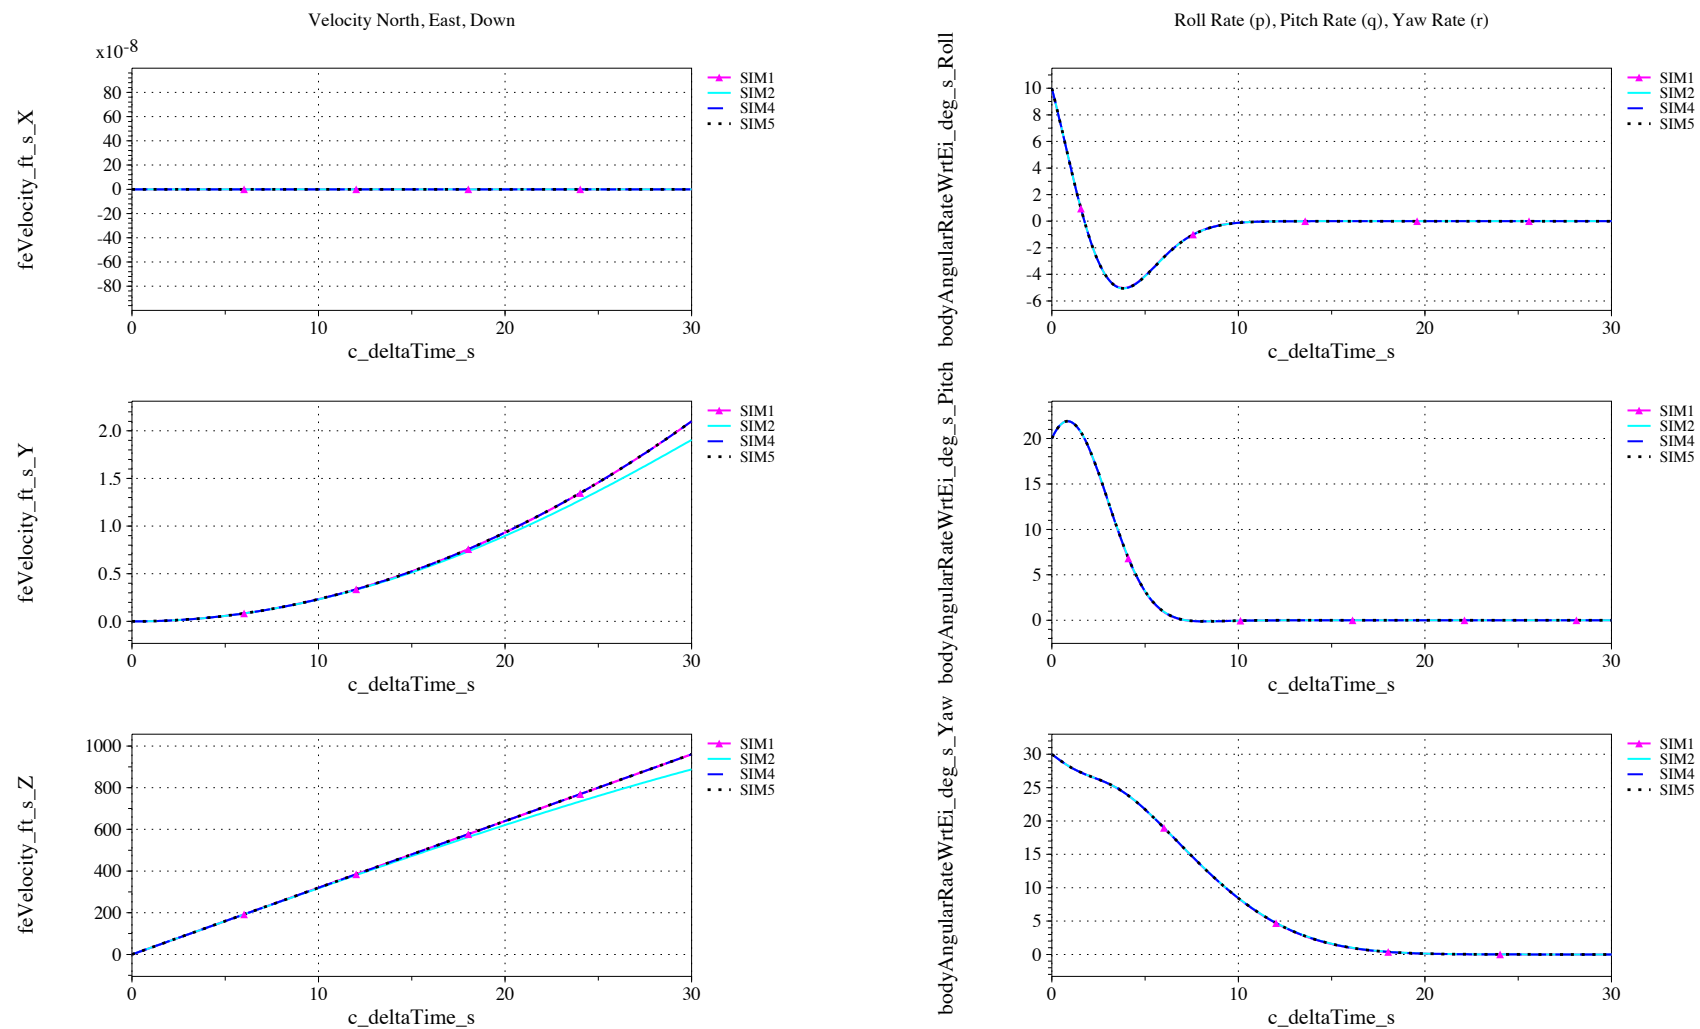 Velocity North, East, Down
x10-8
feVelocity_ft_s_X
80
60
40
20
0
-20
-40
-60
-80
0 10 20 30
c_deltaTime_s
SIM1
SIM2
SIM4
SIM5
feVelocity_ft_s_Y
2.0
1.5
1.0
0.5
0.0
0 10 20 30
c_deltaTime_s
SIM1
SIM2
SIM4
SIM5
feVelocity_ft_s_Z
1000
800
600
400
200
0
0 10 20 30
c_deltaTime_s
SIM1
SIM2
SIM4
SIM5
Roll Rate (p), Pitch Rate (q), Yaw Rate (r)
bodyAngularRateWrtEi_deg_s_Roll
10
8
6
4
2
0
-2
-4
-6
0 10 20 30
c_deltaTime_s
SIM1
SIM2
SIM4
SIM5
bodyAngularRateWrtEi_deg_s_Pitch
20
15
10
5
0
0 10 20 30
c_deltaTime_s
SIM1
SIM2
SIM4
SIM5
bodyAngularRateWrtEi_deg_s_Yaw
30
25
20
15
10
5
0
0 10 20 30
c_deltaTime_s
SIM1
SIM2
SIM4
SIM5